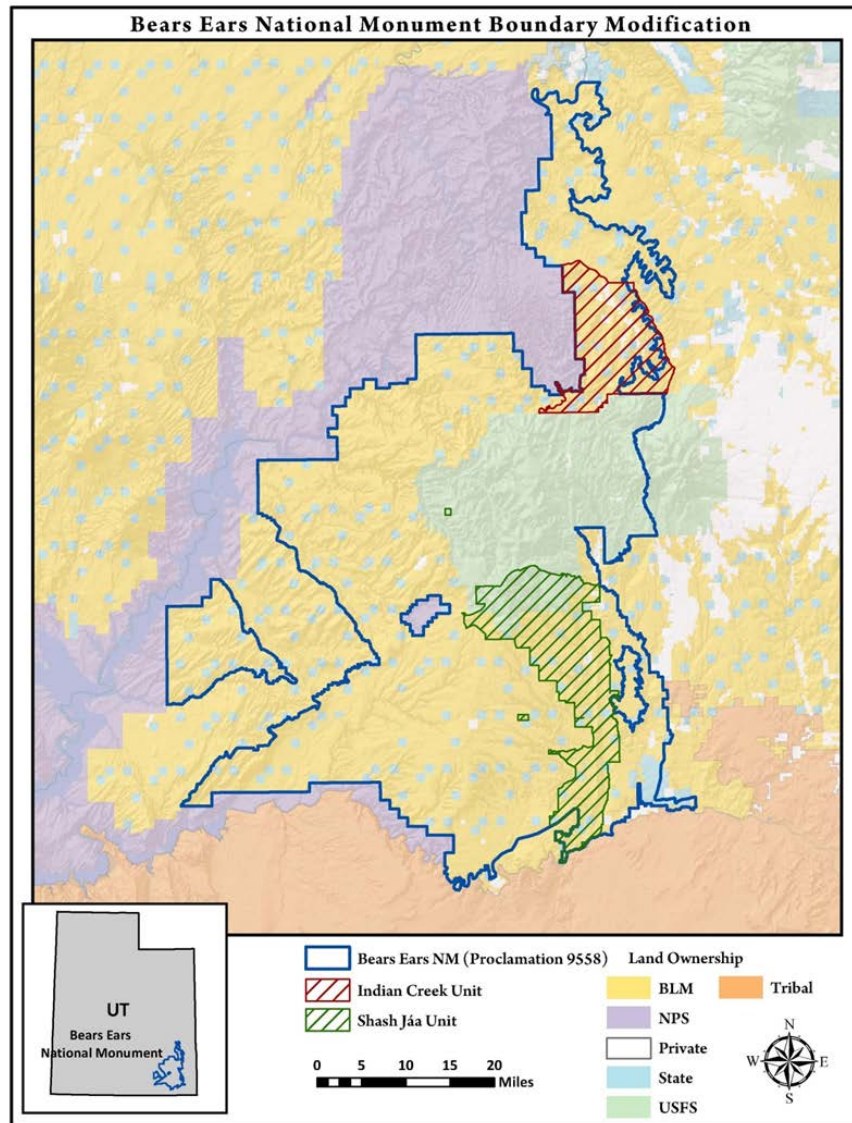 Bears Ears National Monument Boundary Modification
UT
Bears Ears
National Monument
Bears Ears NM (Proclamation 9558)
Indian Creek Unit
Shash Jáa Unit
0 5 10 15 20
Miles
Land Ownership
BLM
Tribal
NPS
Private
State
USFS
N
W E
S